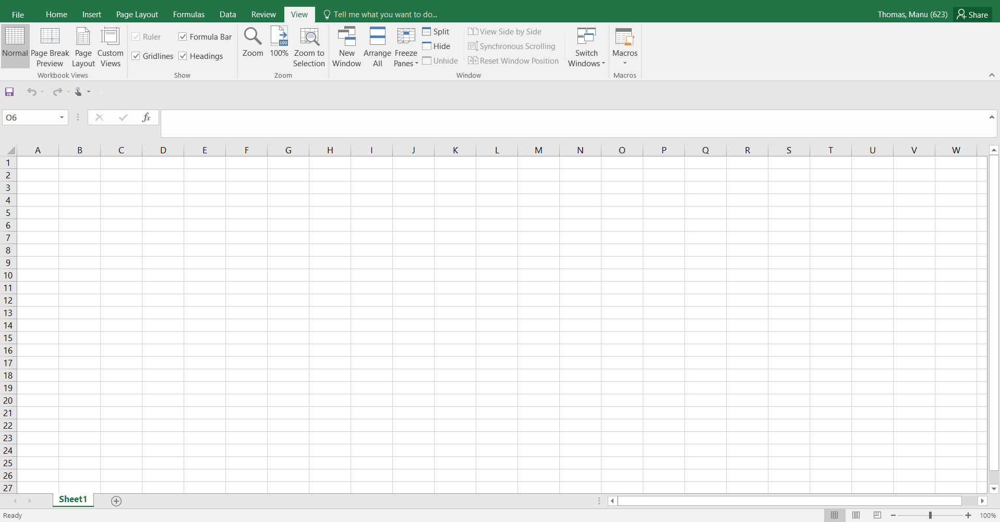 File Home Insert Page Layout Formulas Data Review View Tell me what you want to do... Thomas, Manu (623) Share
Normal Page Break Preview Page Layout Custom Views
Workbook Views
Ruler Formula Bar
Gridlines Headings
Show
Zoom 100% Zoom to Selection
100
Zoom
New Window Arrange All Freeze Panes
Split
Hide
Unhide
View Side by Side
Synchronous Scrolling
Reset Window Position
Switch Windows
Window
Macros
Macros
O6 fx
A B C D E F G H I J K L M N O P Q R S T U V W
1
2
3
4
5
6
7
8
9
10
11
12
13
14
15
16
17
18
19
20
21
22
23
24
25
26
27
Sheet1
Ready 100%